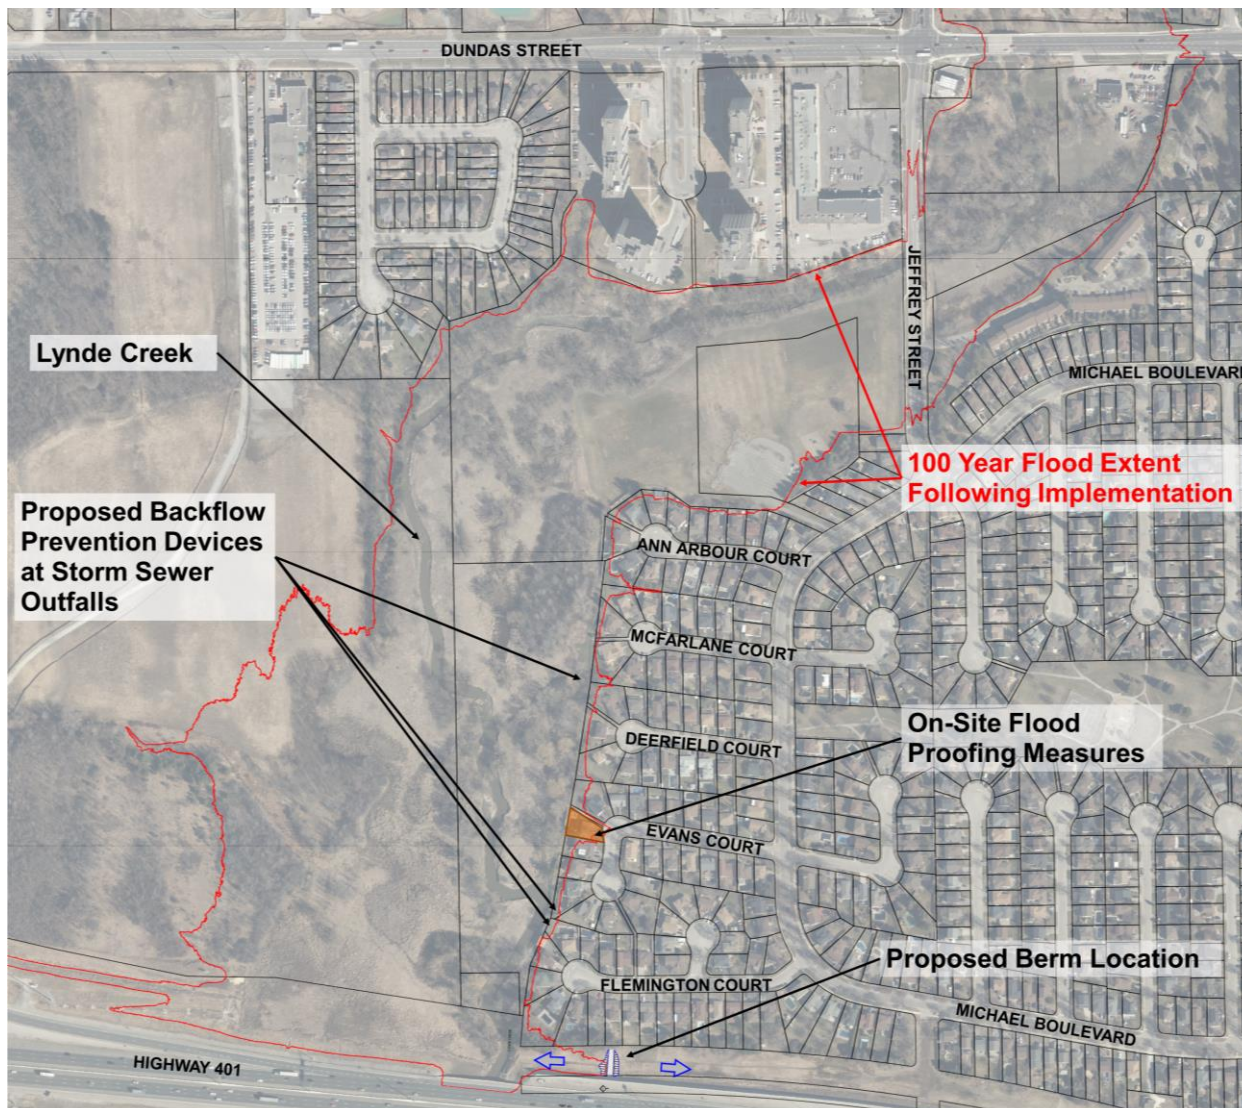 DUNDAS STREET
JEFFREY STREET
Lynde Creek
MICHAEL BOULEVARD
100 Year Flood Extent
Following Implementation
Proposed Backflow
Prevention Devices
at Storm Sewer
Outfalls
ANN ARBOUR COURT
MCFARLANE COURT
On-Site Flood
Proofing Measures
DEERFIELD COURT
EVANS COURT
Proposed Berm Location
FLEMINGTON COURT
MICHAEL BOULEVARD
HIGHWAY 401